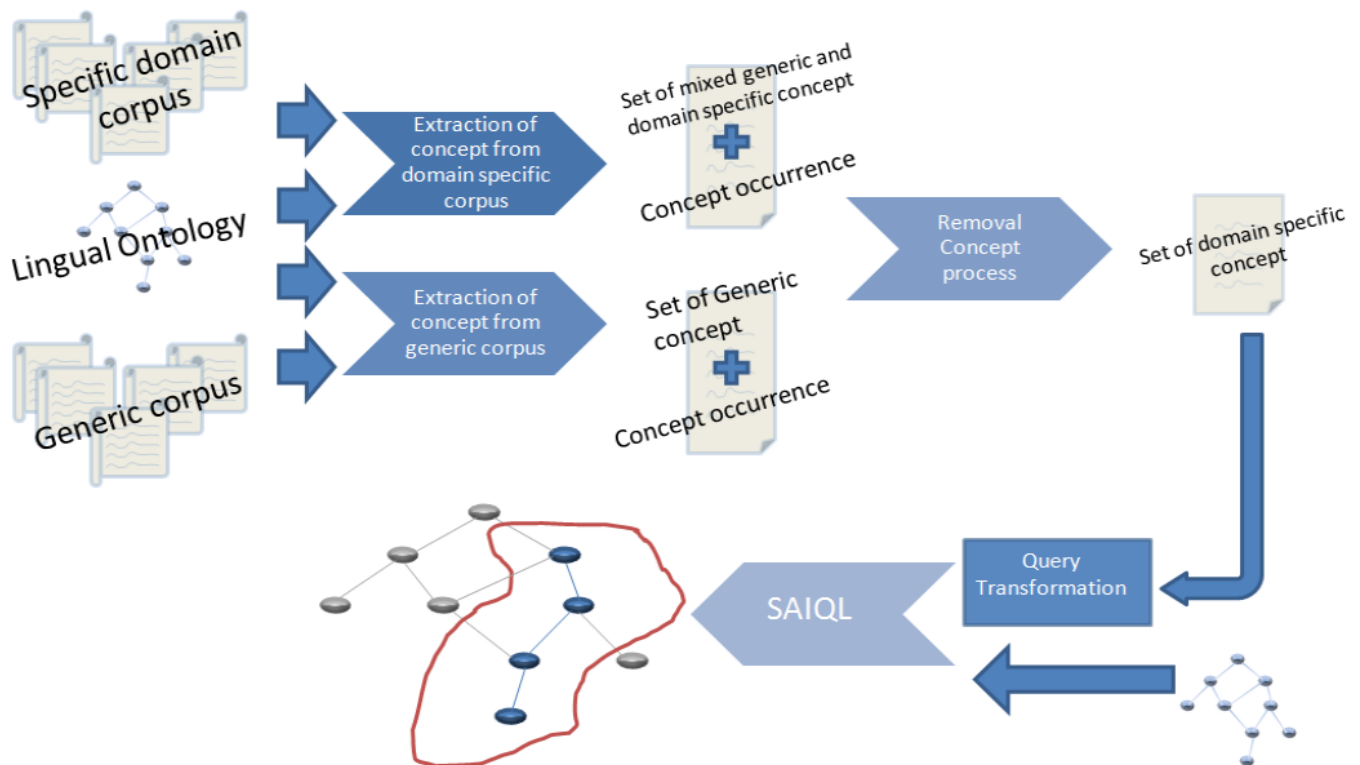 Specific domain
corpus
Lingual Ontology
Generic corpus
Extraction of
concept from
domain specific
corpus
Extraction of
concept from
generic corpus
Set of mixed generic and
domain specific concept
Concept occurrence
Set of Generic
concept
Concept occurrence
Removal
Concept
process
Set of domain specific
concept
Query
Transformation
SAIQL